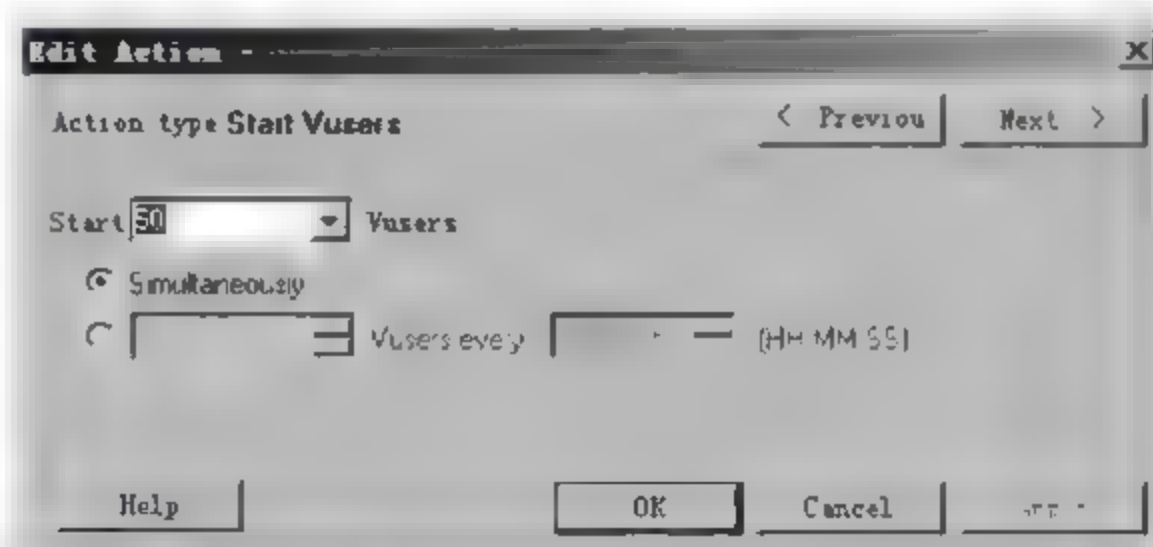 Edit Action -
Action type Start Vusers
< Previou
Next >
Start 50 Vusers
Simultaneously
Vusers every (HH MM SS)
Help
OK
Cancel